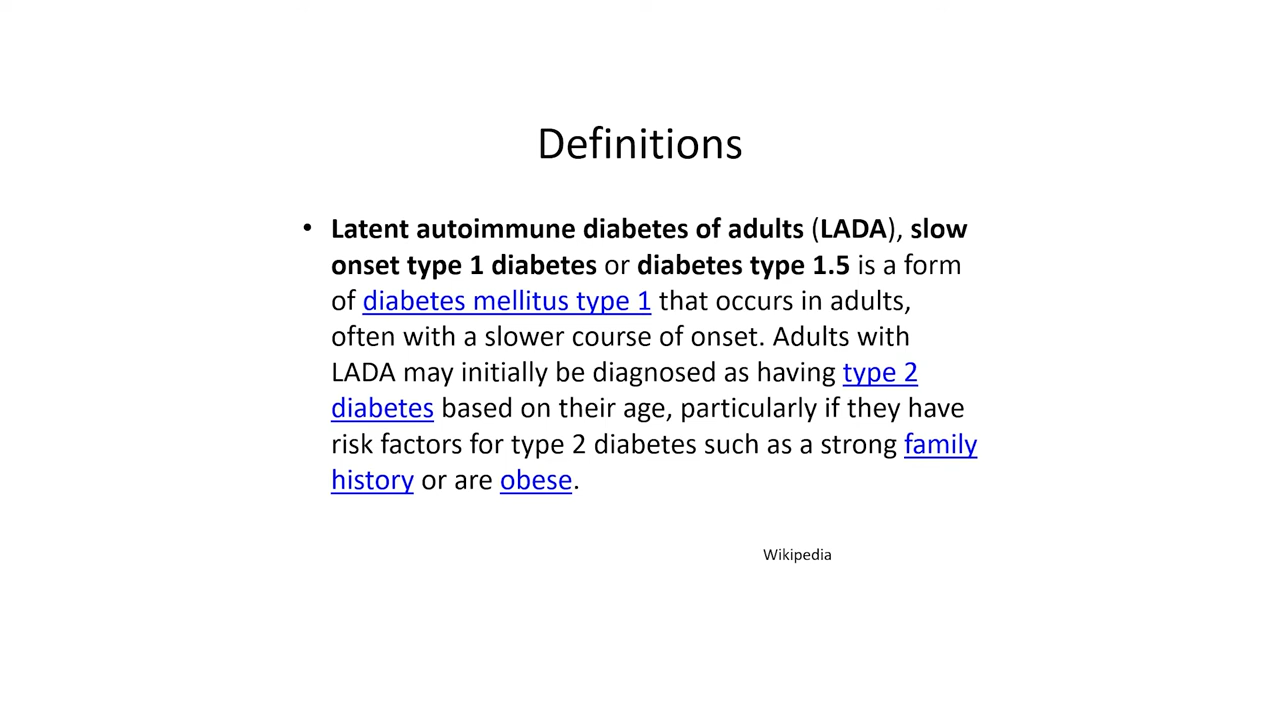 Definitions
• Latent autoimmune diabetes of adults (LADA), slow
onset type 1 diabetes or diabetes type 1.5 is a form
of diabetes mellitus type 1 that occurs in adults,
often with a slower course of onset. Adults with
LADA may initially be diagnosed as having type 2
diabetes based on their age, particularly if they have
risk factors for type 2 diabetes such as a strong family
history or are obese.
Wikipedia